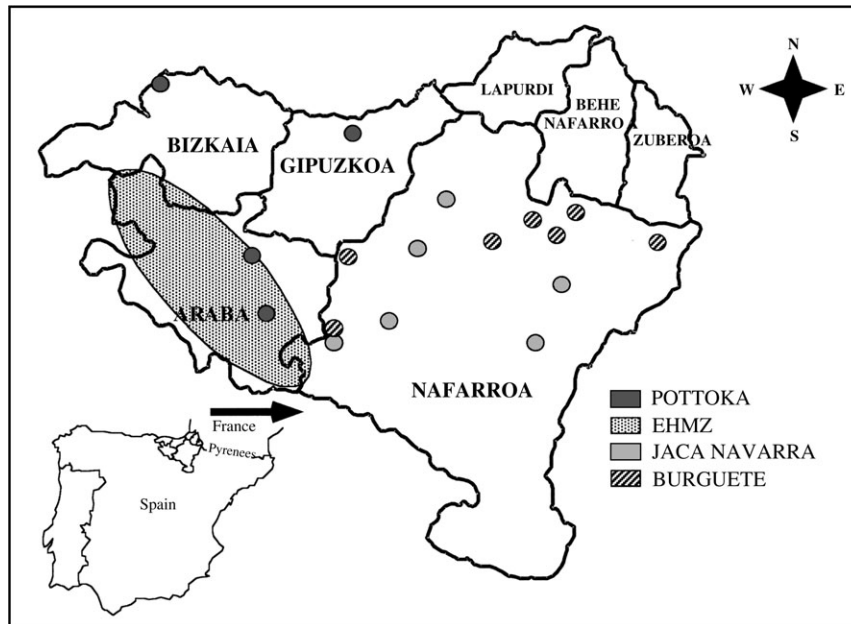 N
W E
S
LAPURDI
BEHE
NAFARRO A
ZUBEROA
BIZKAIA
GIPUZKOA
ARABA
NAFARROA
POTTOKA
EHMZ
JACA NAVARRA
BURGUETE
France
Pyrenees
Spain